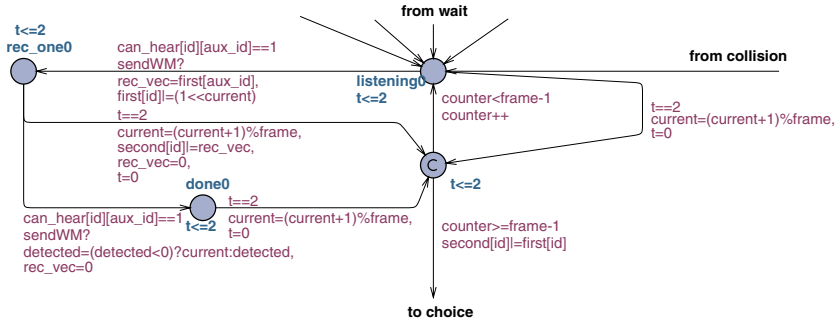 from wait
t<=2
rec_one0
can_hear[id][aux_id]==1
sendWM?
rec_vec=first[aux_id],
first[id]|=(1<<current)
from collision
listening0
t<=2
counter<frame-1
counter++
t==2
current=(current+1)%frame,
t=0
t==2
current=(current+1)%frame,
second[id]|=rec_vec,
rec_vec=0,
t=0
C
t<=2
done0
t<=2
t==2
current=(current+1)%frame,
t=0
can_hear[id][aux_id]==1
sendWM?
detected=(detected<0)?current:detected,
rec_vec=0
counter>=frame-1
second[id]|=first[id]
to choice